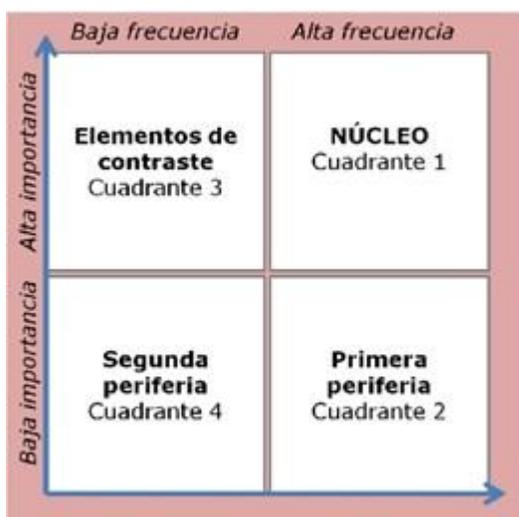 Baja frecuencia
Alta frecuencia
Alta importancia
Elementos de
contraste
Cuadrante 3
NÚCLEO
Cuadrante 1
Baja importancia
Segunda
periferia
Cuadrante 4
Primera
periferia
Cuadrante 2